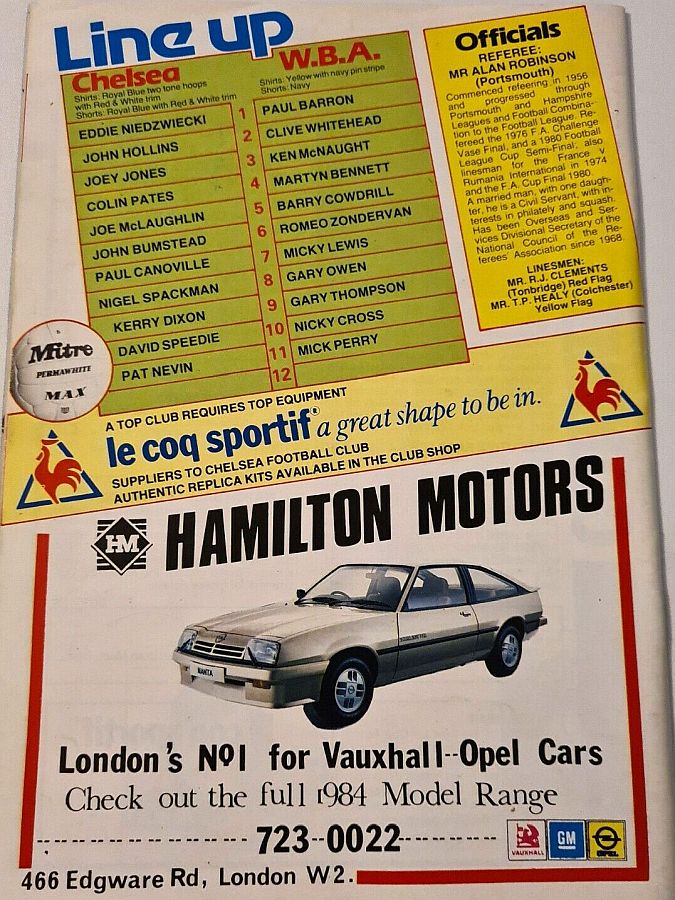 Line up
Chelsea
Shirts: Royal Blue two tone hoops
with Red & White trim
Shorts: Royal Blue with Red & White trim
W.B.A.
Shirts: Yellow with navy pin stripe
Shorts: Navy
EDDIE NIEDZWIECKI 1 PAUL BARRON
JOHN HOLLINS 2 CLIVE WHITEHEAD
JOEY JONES 3 KEN McNAUGHT
COLIN PATES 4 MARTYN BENNETT
JOE McLAUGHLIN 5 BARRY COWDRILL
JOHN BUMSTEAD 6 ROMEO ZONDERVAN
PAUL CANOVILLE 7 MICKY LEWIS
NIGEL SPACKMAN 8 GARY OWEN
KERRY DIXON 9 GARY THOMPSON
DAVID SPEEDIE 10 NICKY CROSS
PAT NEVIN 11 MICK PERRY
12
Officials
REFEREE:
MR ALAN ROBINSON
(Portsmouth)
Commenced refereeing in 1956
and progressed through
Portsmouth and Hampshire
Leagues and Football Combina-
tion to the Football League. Re-
fereed the 1976 F.A. Challenge
Vase Final, and a 1980 Football
League Cup Semi-Final; also
linesman for the France v
Rumania International in 1974
and the F.A. Cup Final 1980.
A married man, with one daugh-
ter, he is a Civil Servant, with in-
terests in philately and squash.
Has been Overseas and Ser-
vices Divisional Secretary of the
National Council of the Re-
ferees' Association since 1968.
LINESMEN:
MR. R.J. CLEMENTS
(Tonbridge) Red Flag
MR. T.P. HEALY (Colchester)
Yellow Flag
Mitre
PERMAWHITE
MAX
A TOP CLUB REQUIRES TOP EQUIPMENT
le coq sportif® a great shape to be in.
SUPPLIERS TO CHELSEA FOOTBALL CLUB
AUTHENTIC REPLICA KITS AVAILABLE IN THE CLUB SHOP
HM HAMILTON MOTORS
MANTA
London's Nº1 for Vauxhall--Opel Cars
Check out the full 1984 Model Range
723--0022
VAUXHALL GM OPEL
466 Edgware Rd, London W2.